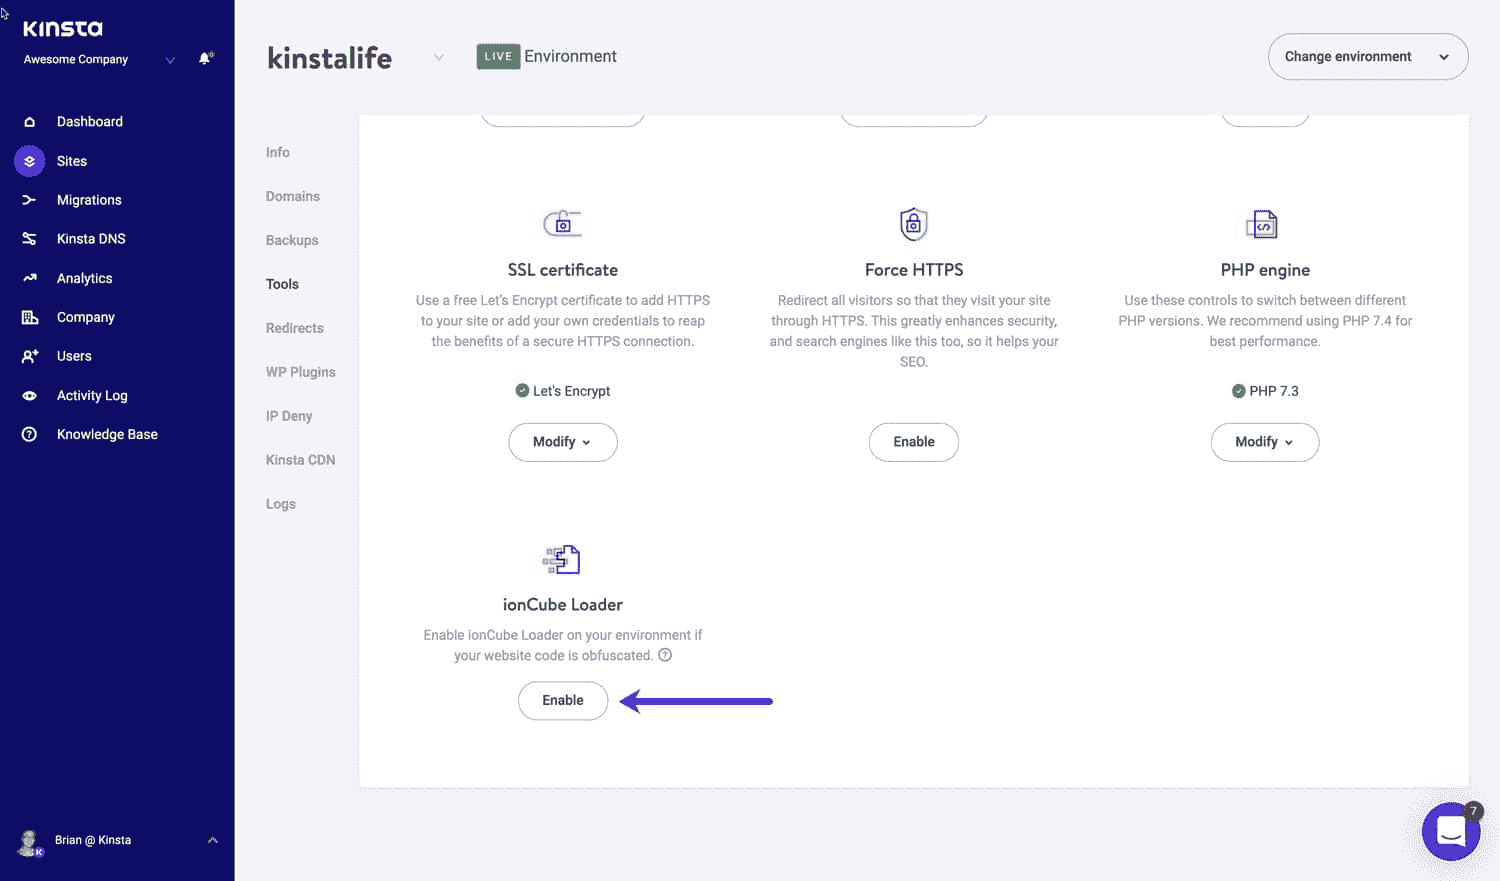 Kinsta
Awesome Company
Dashboard
Sites
Migrations
Kinsta DNS
Analytics
Company
Users
Activity Log
Knowledge Base
Brian @ Kinsta
K
kinstalife
LIVE Environment
Change environment
Info
Domains
Backups
Tools
Redirects
WP Plugins
IP Deny
Kinsta CDN
Logs
SSL certificate
Use a free Let's Encrypt certificate to add HTTPS
to your site or add your own credentials to reap
the benefits of a secure HTTPS connection.
Let's Encrypt
Modify
Force HTTPS
Redirect all visitors so that they visit your site
through HTTPS. This greatly enhances security,
and search engines like this too, so it helps your
SEO.
Enable
PHP engine
Use these controls to switch between different
PHP versions. We recommend using PHP 7.4 for
best performance.
PHP 7.3
Modify
ionCube Loader
Enable ionCube Loader on your environment if
your website code is obfuscated. ?
Enable
7